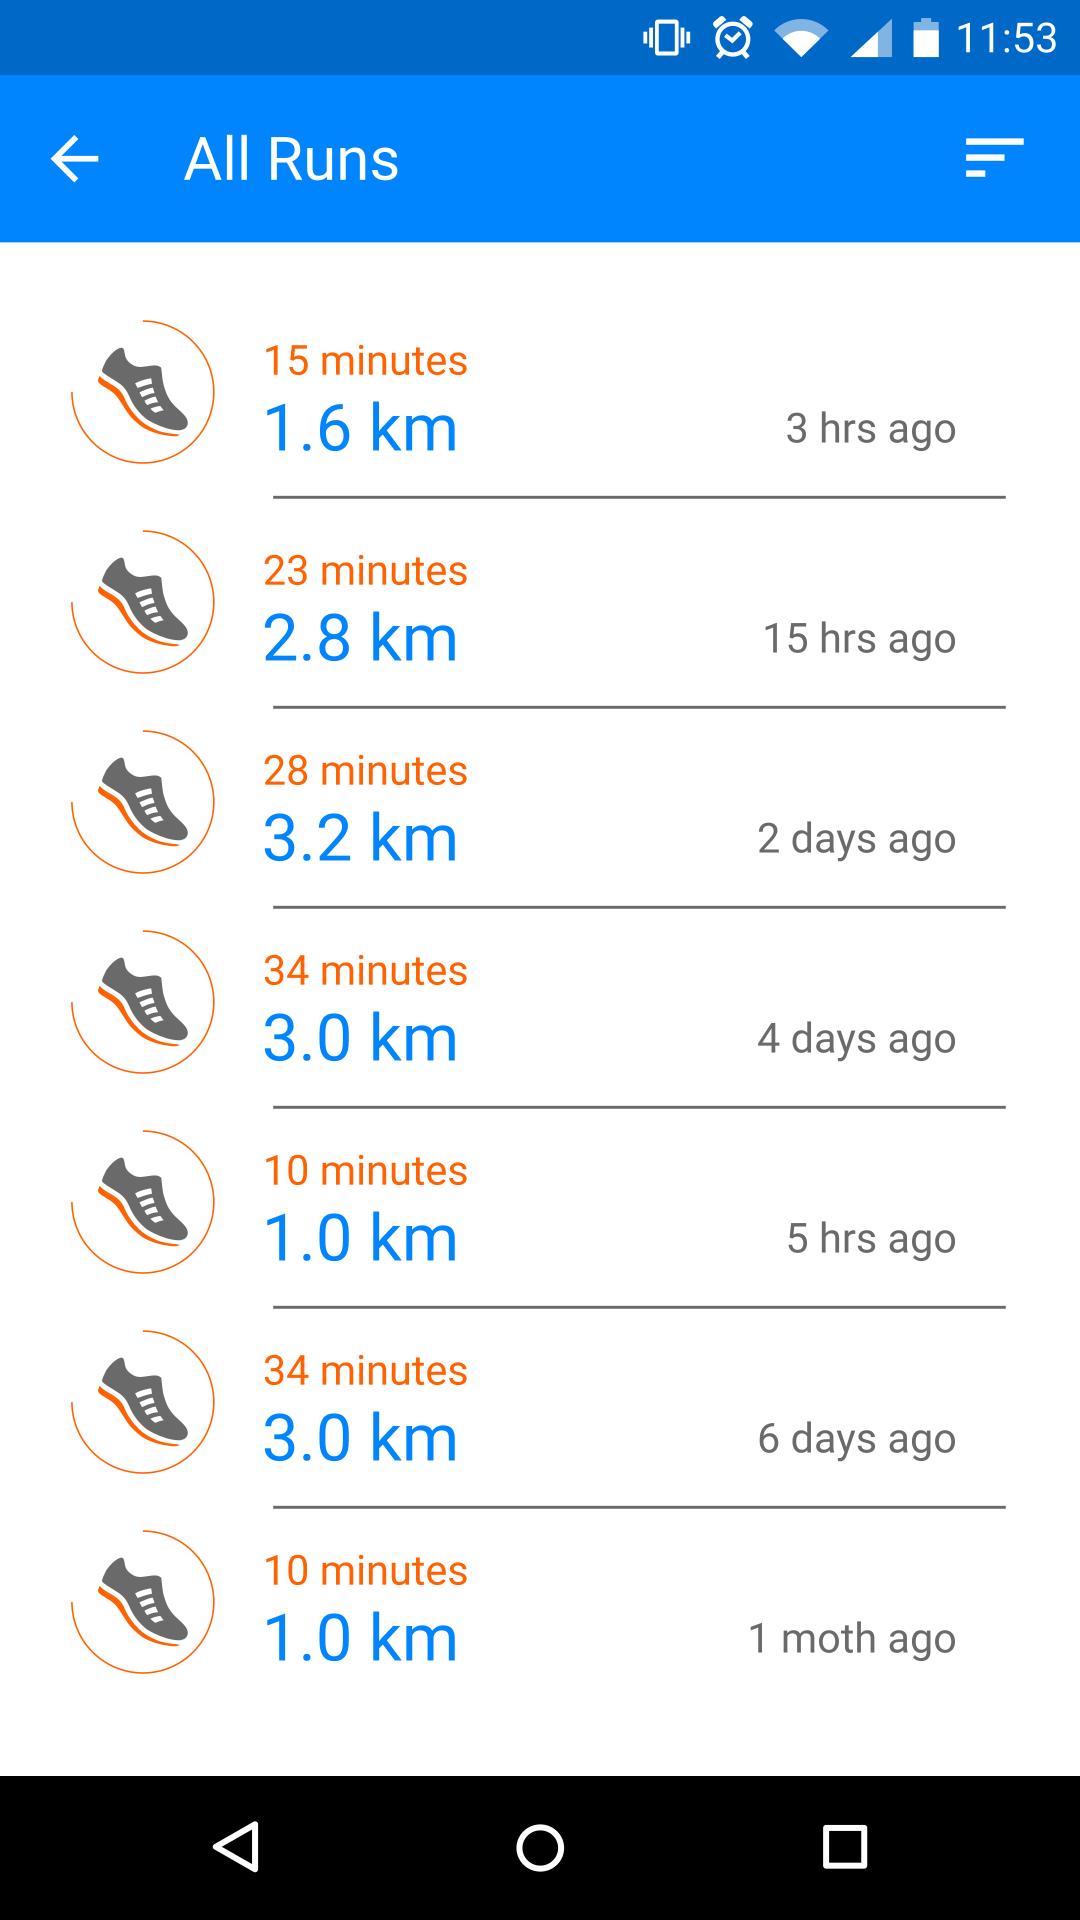 11:53
All Runs
15 minutes
1.6 km
3 hrs ago
23 minutes
2.8 km
15 hrs ago
28 minutes
3.2 km
2 days ago
34 minutes
3.0 km
4 days ago
10 minutes
1.0 km
5 hrs ago
34 minutes
3.0 km
6 days ago
10 minutes
1.0 km
1 moth ago